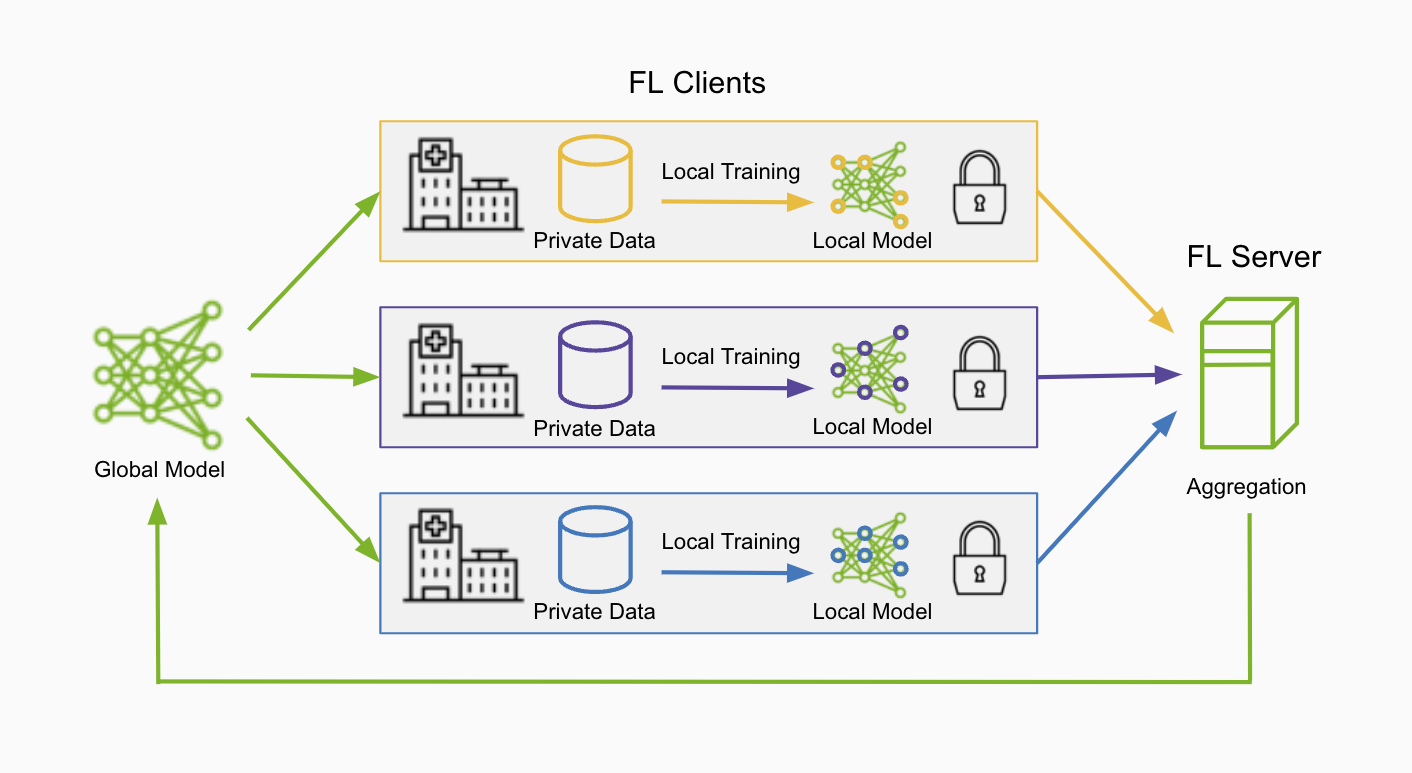 FL Clients
Local Training
Private Data
Local Model
FL Server
Local Training
Private Data
Local Model
Global Model
Aggregation
Local Training
Private Data
Local Model